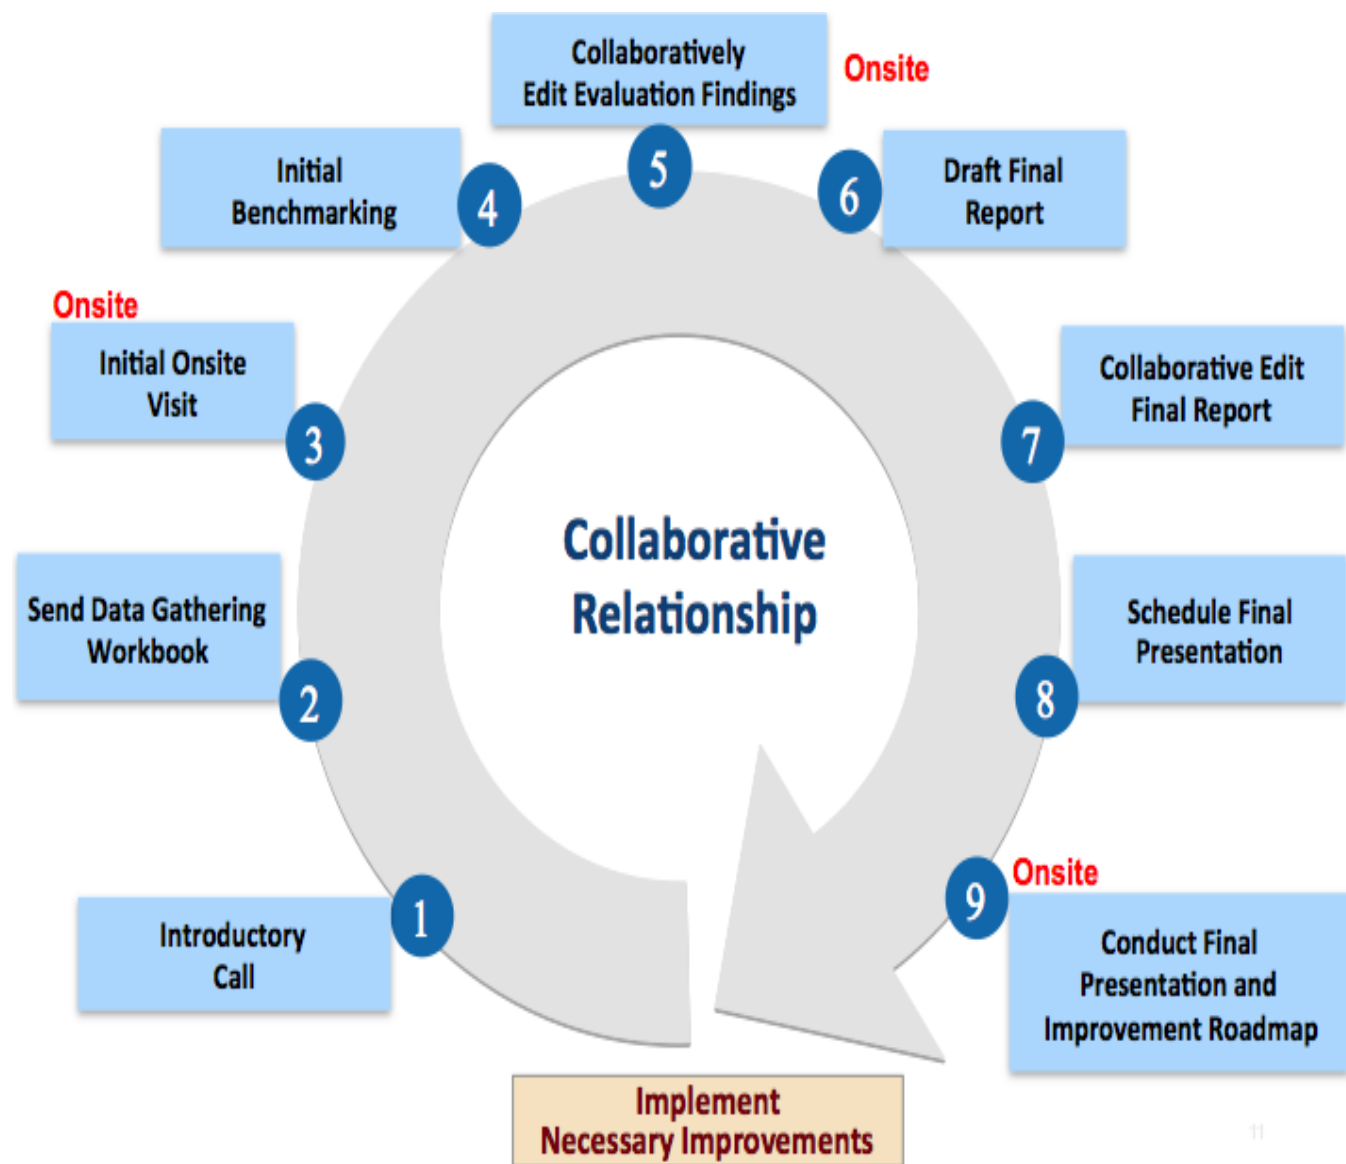 Collaboratively
Edit Evaluation Findings
Onsite
5
Initial
Benchmarking
4
6
Draft Final
Report
Onsite
Initial Onsite
Visit
3
Collaborative Edit
Final Report
7
Collaborative
Relationship
Send Data Gathering
Workbook
2
Schedule Final
Presentation
8
Introductory
Call
1
Onsite
9
Conduct Final
Presentation and
Improvement Roadmap
Implement
Necessary Improvements
11